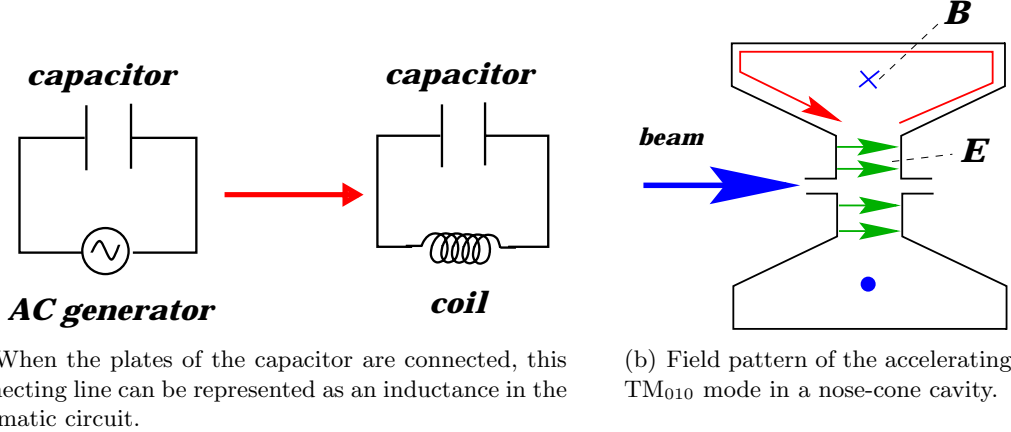 capacitor
AC generator
capacitor
coil
B
beam
E
When the plates of the capacitor are connected, this
necting line can be represented as an inductance in the
matic circuit.
(b) Field pattern of the accelerating
TM₀₁₀ mode in a nose-cone cavity.